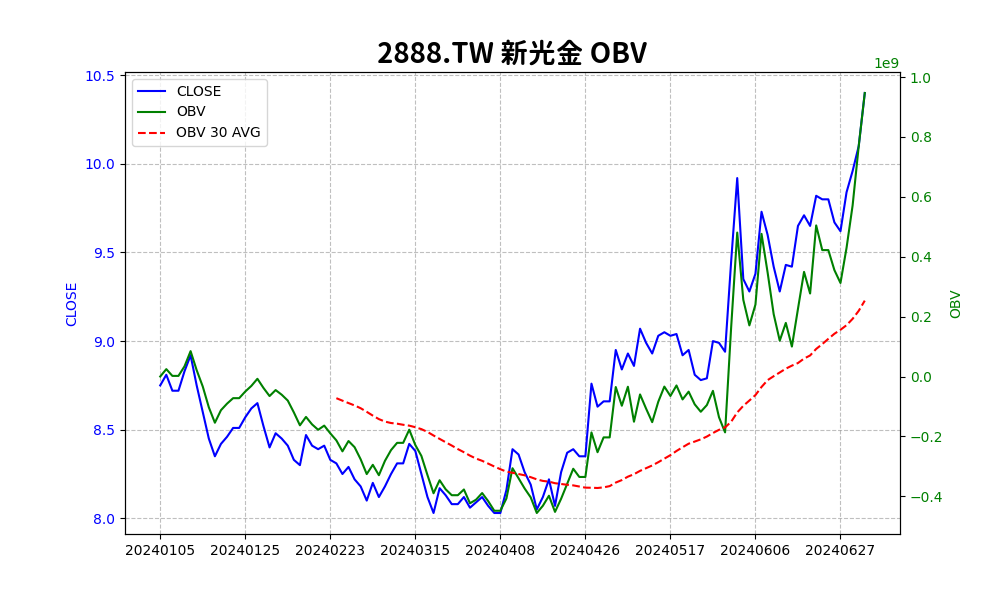 2888.TW 新光金 OBV
1e9
CLOSE
OBV
OBV 30 AVG
10.5
10.0
9.5
9.0
8.5
8.0
CLOSE
1.0
0.8
0.6
0.4
0.2
0.0
−0.2
−0.4
OBV
20240105 20240125 20240223 20240315 20240408 20240426 20240517 20240606 20240627